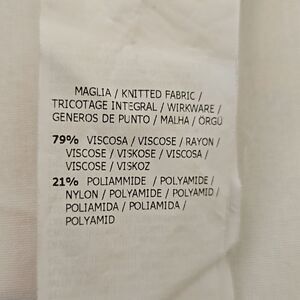 MAGLIA / KNITTED FABRIC /
TRICOTAGE INTEGRAL / WIRKWARE /
GENEROS DE PUNTO / MALHA / ÖRGÜ
79% VISCOSA / VISCOSE / RAYON /
VISCOSE / VISKOSE / VISCOSA /
VISCOSE / VISKOZ
21% POLIAMMIDE / POLYAMIDE /
NYLON / POLYAMIDE / POLYAMID /
POLIAMIDA / POLIAMIDA /
POLYAMID